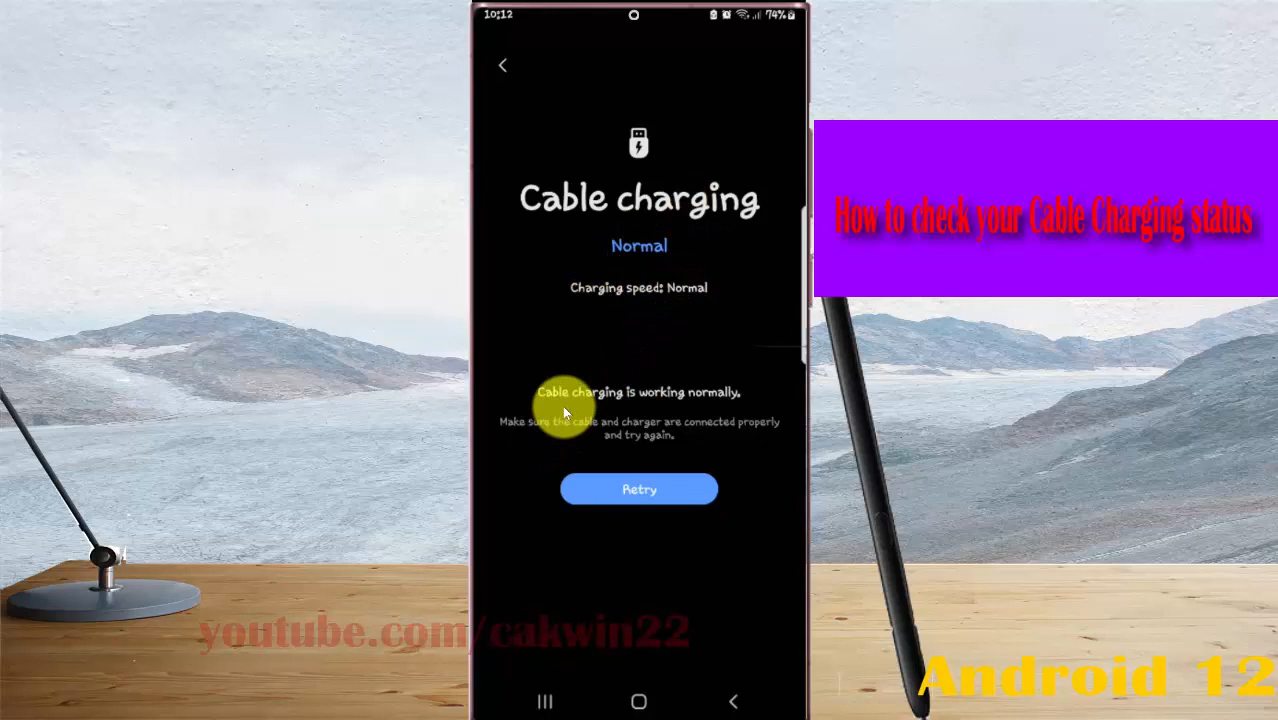 10:12
74%
Cable charging
Normal
Charging speed: Normal
Cable charging is working normally.
Make sure the cable and charger are connected properly
and try again.
Retry
How to check your Cable Charging status
youtube.com/cakwin22
Android 12